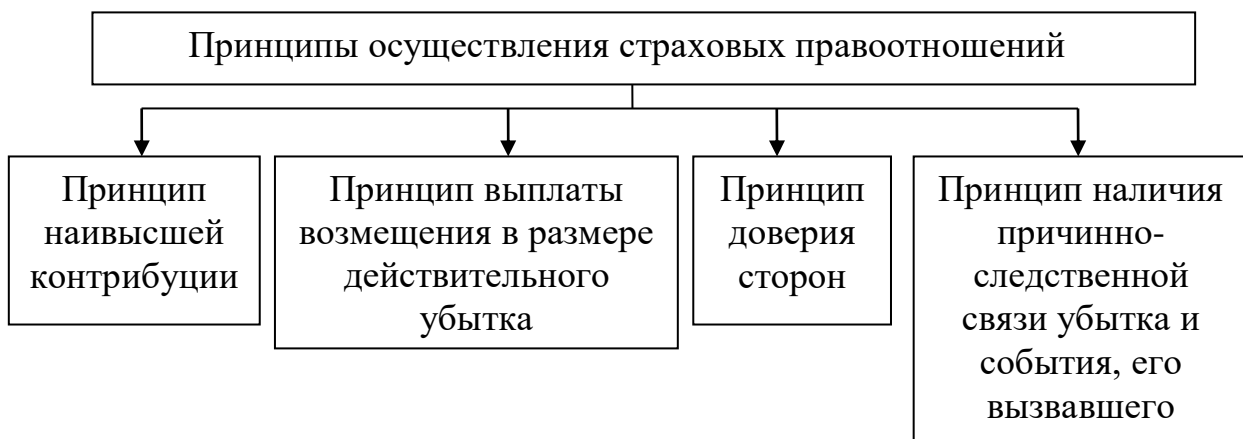 Принципы осуществления страховых правоотношений
Принцип
наивысшей
контрибуции
Принцип выплаты
возмещения в размере
действительного
убытка
Принцип
доверия
сторон
Принцип наличия
причинно-
следственной
связи убытка и
события, его
вызвавшего